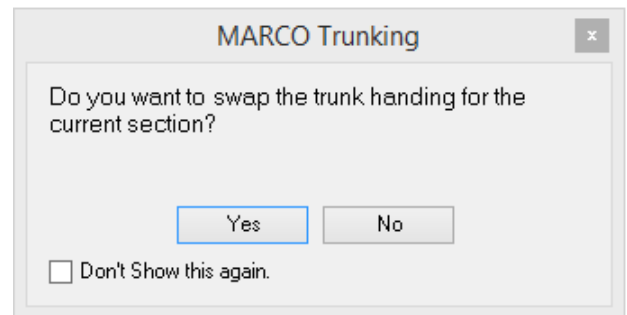 MARCO Trunking
x
Do you want to swap the trunk handing for the
current section?
Yes No
Don't Show this again.